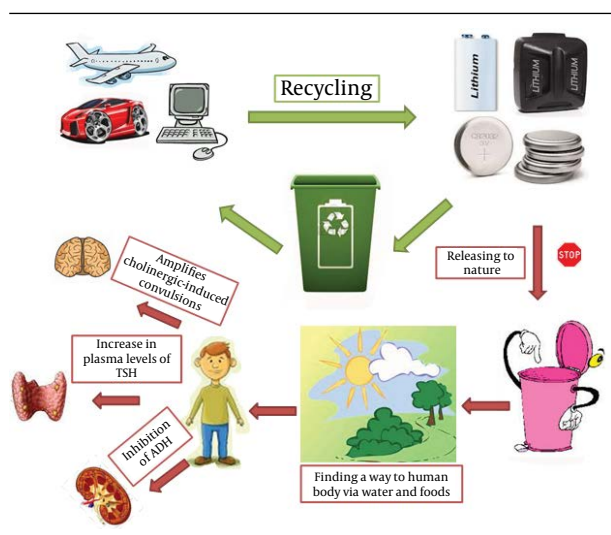 Recycling
Lithium
LITHIUM
LITHIUM
Releasing to
nature
STOP
Amplifies
cholinergic-induced
convulsions
Increase in
plasma levels of
TSH
Inhibition
of ADH
Finding a way to human
body via water and foods